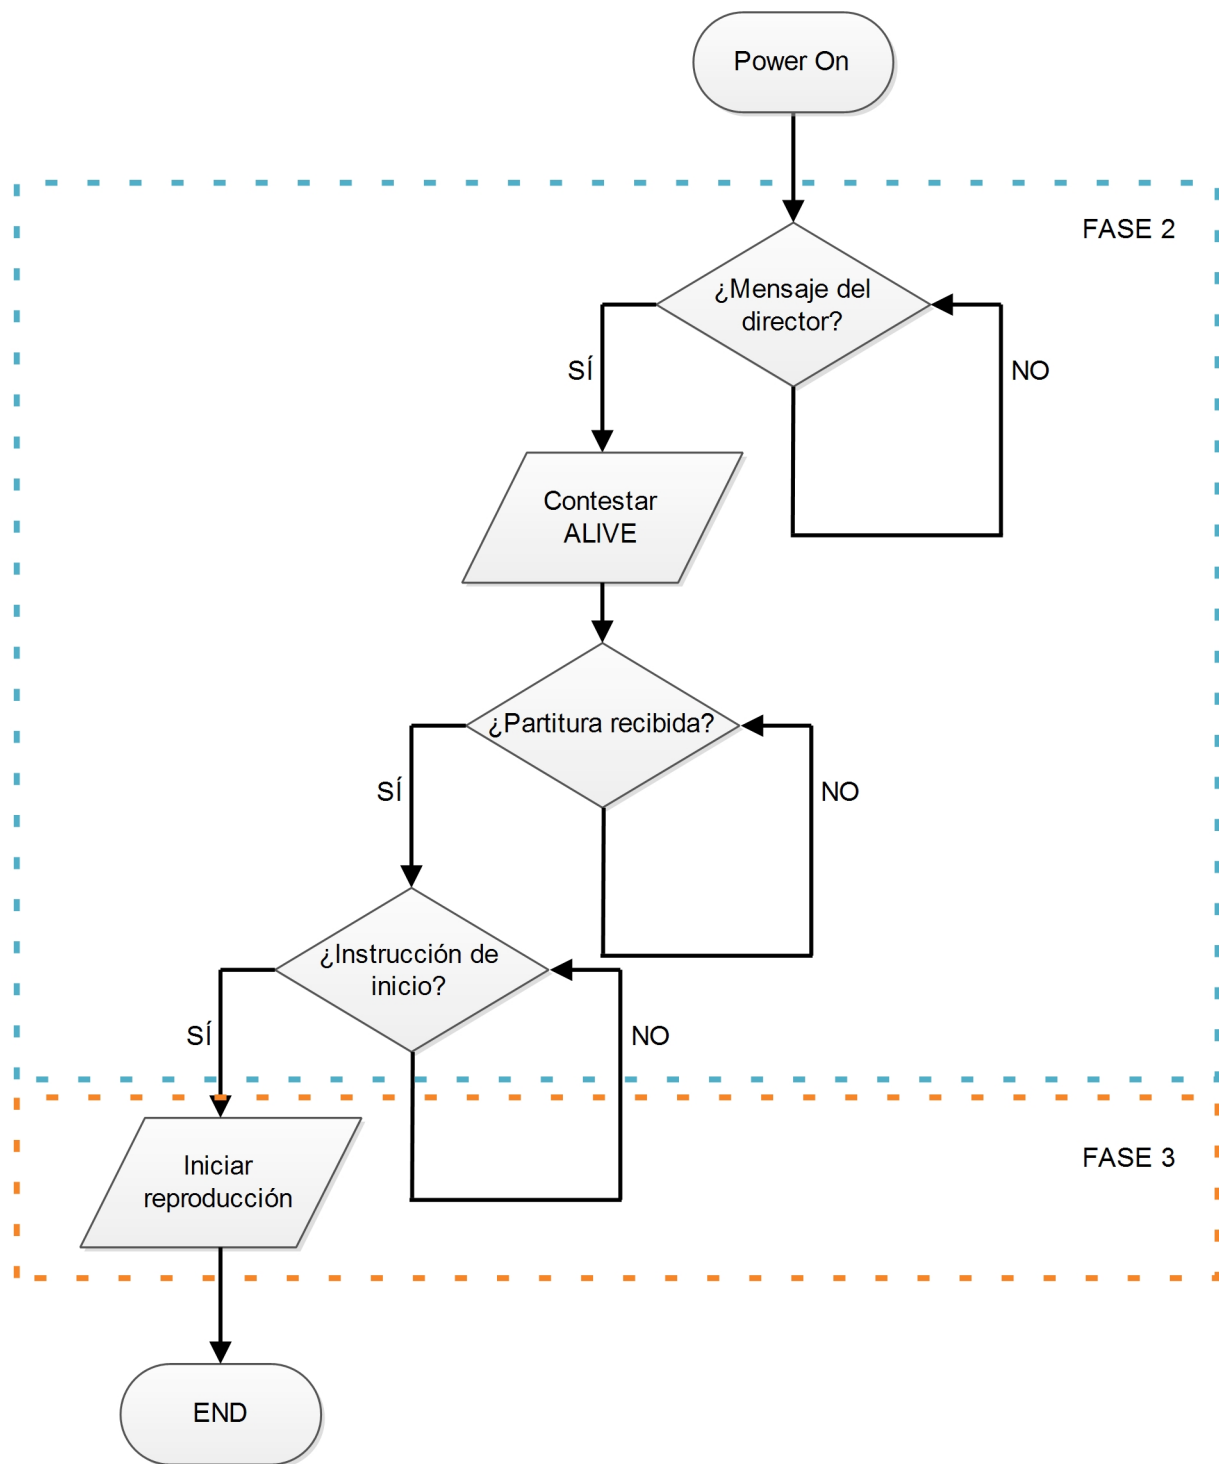 Power On
FASE 2
¿Mensaje del
director?
SÍ
NO
Contestar
ALIVE
¿Partitura recibida?
SÍ
NO
¿Instrucción de
inicio?
SÍ
NO
FASE 3
Iniciar
reproducción
END